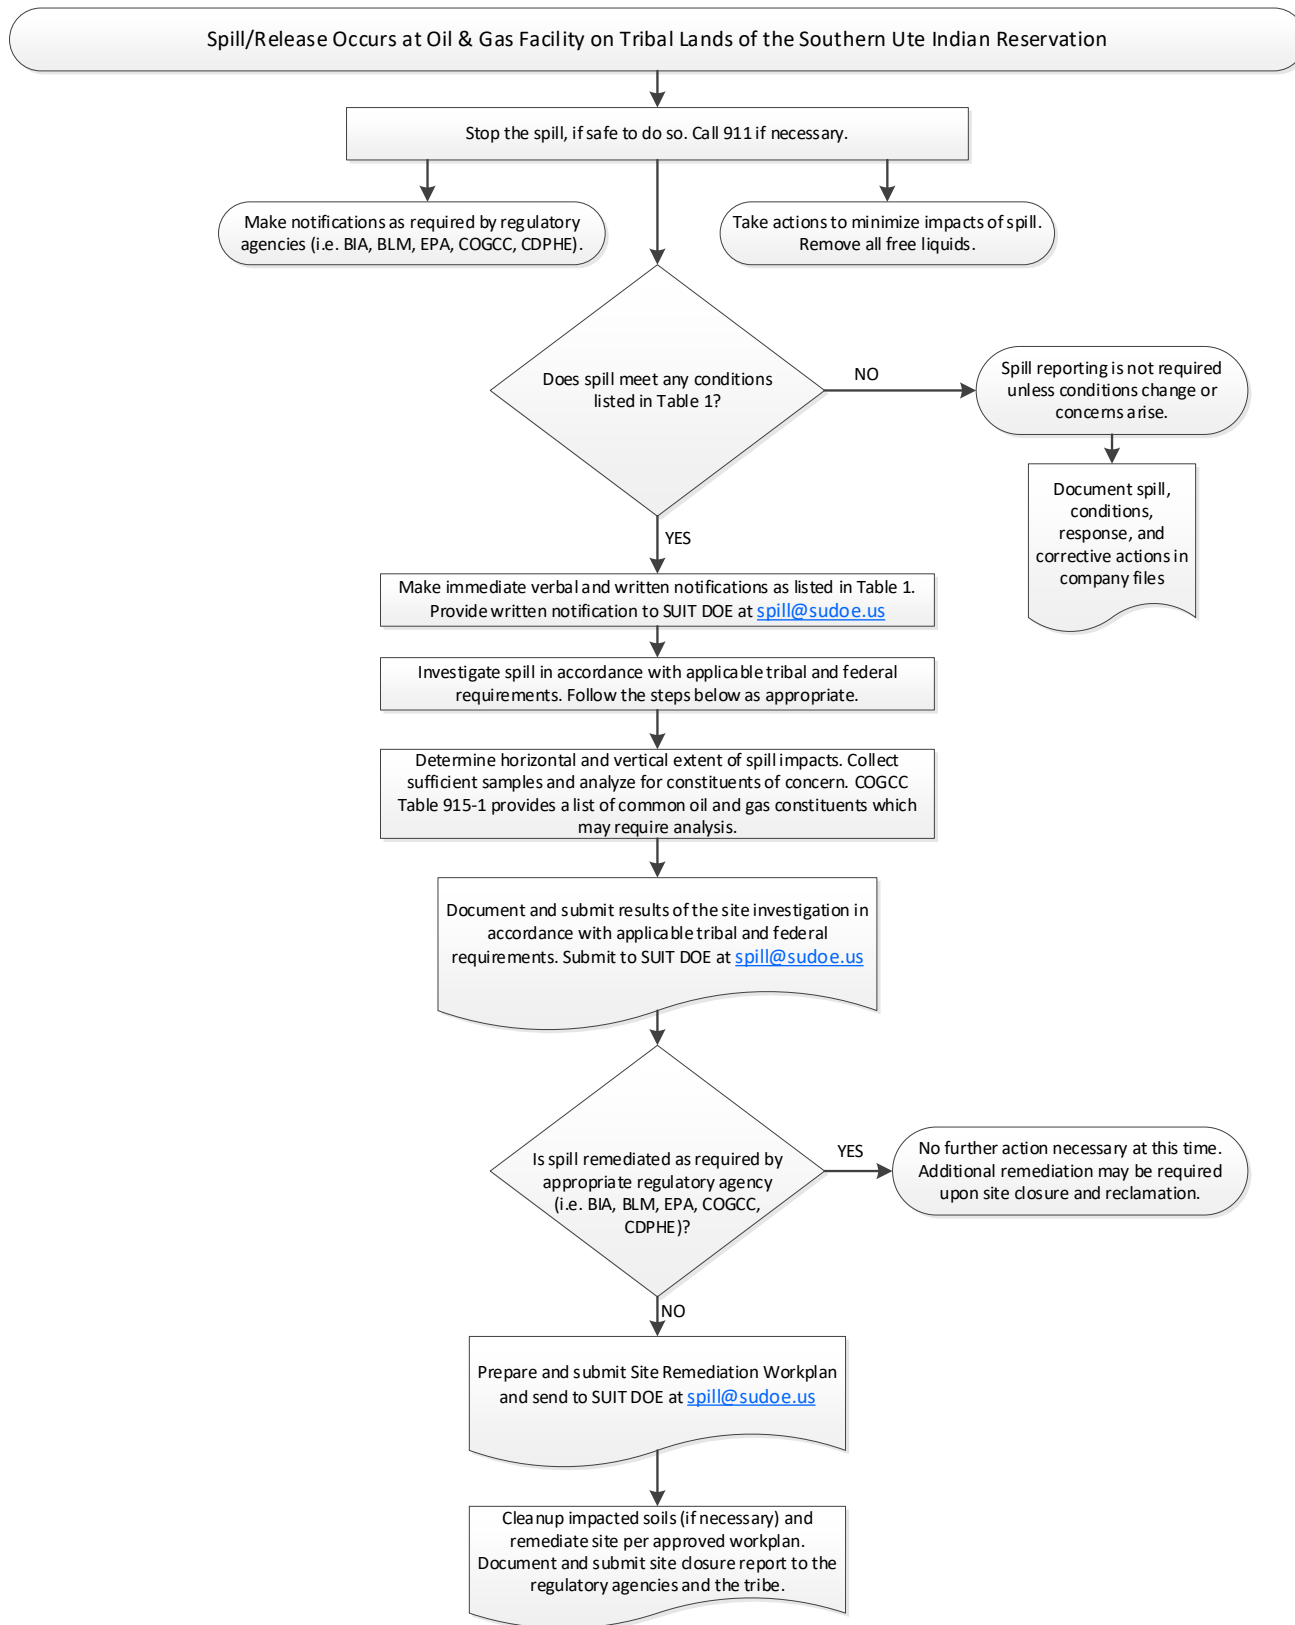 Spill/Release Occurs at Oil & Gas Facility on Tribal Lands of the Southern Ute Indian Reservation
Stop the spill, if safe to do so. Call 911 if necessary.
Make notifications as required by regulatory
agencies (i.e. BIA, BLM, EPA, COGCC, CDPHE).
Take actions to minimize impacts of spill.
Remove all free liquids.
Does spill meet any conditions
listed in Table 1?
NO
Spill reporting is not required
unless conditions change or
concerns arise.
Document spill,
conditions,
response, and
corrective actions in
company files
YES
Make immediate verbal and written notifications as listed in Table 1.
Provide written notification to SUIT DOE at spill@sudoe.us
Investigate spill in accordance with applicable tribal and federal
requirements. Follow the steps below as appropriate.
Determine horizontal and vertical extent of spill impacts. Collect
sufficient samples and analyze for constituents of concern. COGCC
Table 915-1 provides a list of common oil and gas constituents which
may require analysis.
Document and submit results of the site investigation in
accordance with applicable tribal and federal
requirements. Submit to SUIT DOE at spill@sudoe.us
Is spill remediated as required by
appropriate regulatory agency
(i.e. BIA, BLM, EPA, COGCC,
CDPHE)?
YES
No further action necessary at this time.
Additional remediation may be required
upon site closure and reclamation.
NO
Prepare and submit Site Remediation Workplan
and send to SUIT DOE at spill@sudoe.us
Cleanup impacted soils (if necessary) and
remediate site per approved workplan.
Document and submit site closure report to the
regulatory agencies and the tribe.